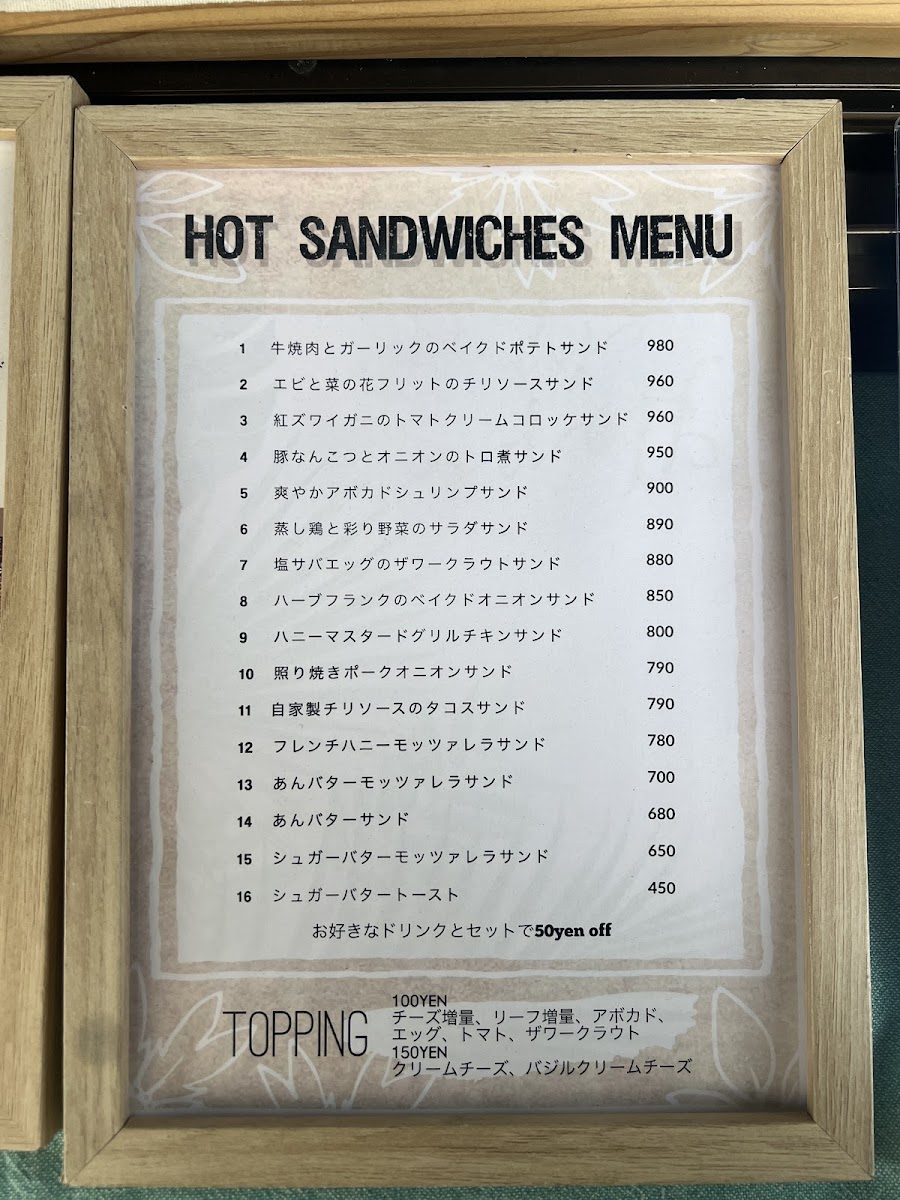 HOT SANDWICHES MENU
1 牛焼肉とガーリックのベイクドポテトサンド 980
2 エビと菜の花フリットのチリソースサンド 960
3 紅ズワイガニのトマトクリームコロッケサンド 960
4 豚なんこつとオニオンのトロ煮サンド 950
5 爽やかアボカドシュリンプサンド 900
6 蒸し鶏と彩り野菜のサラダサンド 890
7 塩サバエッグのザワークラウトサンド 880
8 ハーブフランクのベイクドオニオンサンド 850
9 ハニーマスタードグリルチキンサンド 800
10 照り焼きポークオニオンサンド 790
11 自家製チリソースのタコスサンド 790
12 フレンチハニーモッツァレラサンド 780
13 あんバターモッツァレラサンド 700
14 あんバターサンド 680
15 シュガーバターモッツァレラサンド 650
16 シュガーバタートースト 450
お好きなドリンクとセットで50yen off
TOPPING
100YEN
チーズ増量、リーフ増量、アボカド、
エッグ、トマト、ザワークラウト
150YEN
クリームチーズ、バジルクリームチーズ